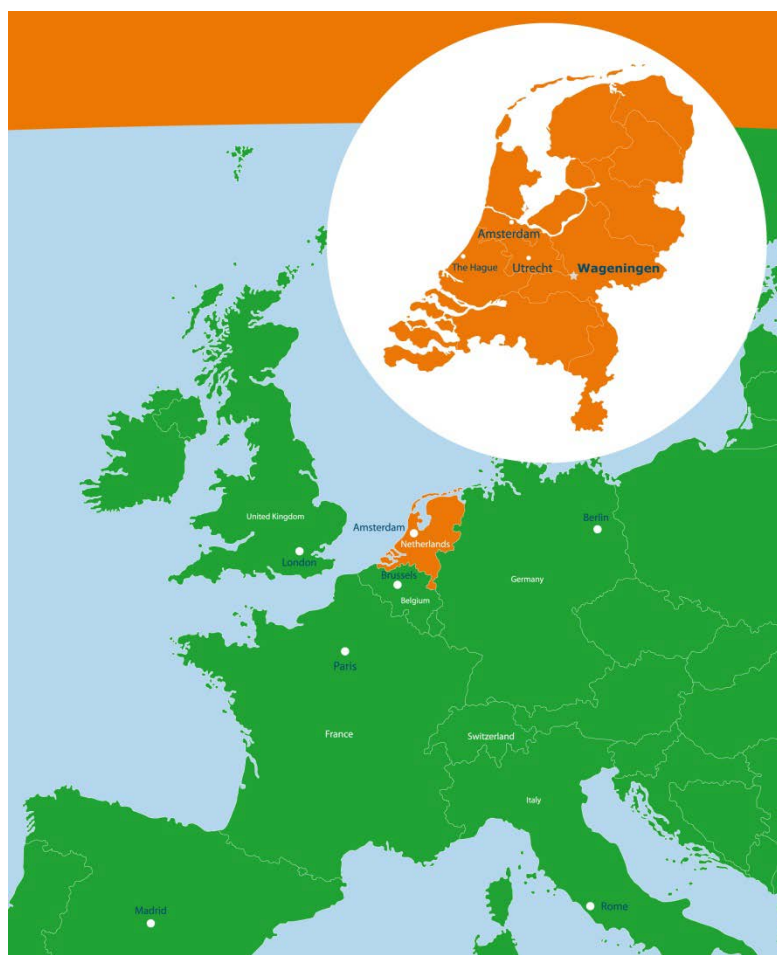 Amsterdam
The Hague
Utrecht
Wageningen
United Kingdom
Amsterdam
Berlin
Netherlands
London
Brussels
Germany
Belgium
Paris
France
Switzerland
Italy
Madrid
Rome